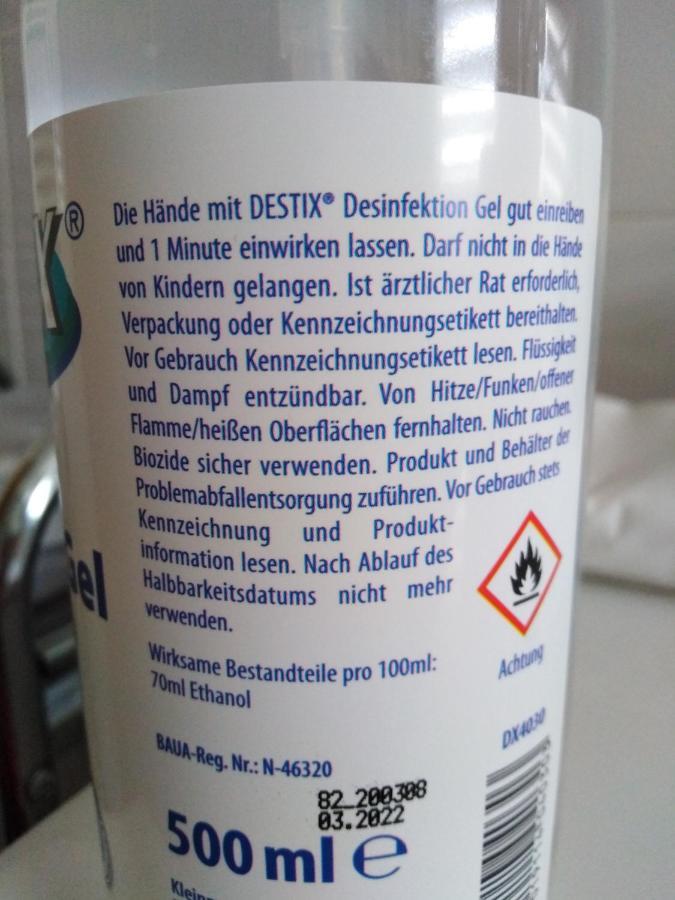 ®
Die Hände mit DESTIX® Desinfektion Gel gut einreiben
und 1 Minute einwirken lassen. Darf nicht in die Hände
von Kindern gelangen. Ist ärztlicher Rat erforderlich,
Verpackung oder Kennzeichnungsetikett bereithalten.
Vor Gebrauch Kennzeichnungsetikett lesen. Flüssigkeit
und Dampf entzündbar. Von Hitze/Funken/offener
Flamme/heißen Oberflächen fernhalten. Nicht rauchen.
Biozide sicher verwenden. Produkt und Behälter der
Problemabfallentsorgung zuführen. Vor Gebrauch stets
Kennzeichnung und Produkt-
information lesen. Nach Ablauf des
Halbbarkeitsdatums nicht mehr
verwenden.
Gel
Wirksame Bestandteile pro 100ml:
70ml Ethanol
Achtung
BAUA-Reg. Nr.: N-46320
DX4030
82_200308
03.2022
500 ml e